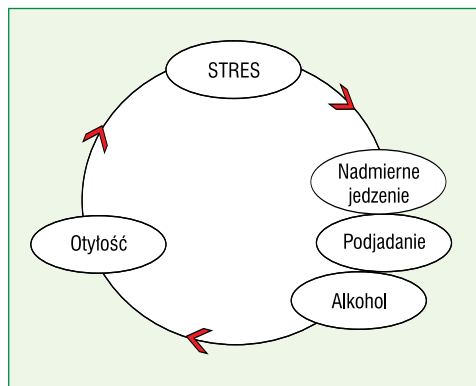 STRES
Nadmierne
jedzenie
Otyłość
Podjadanie
Alkohol